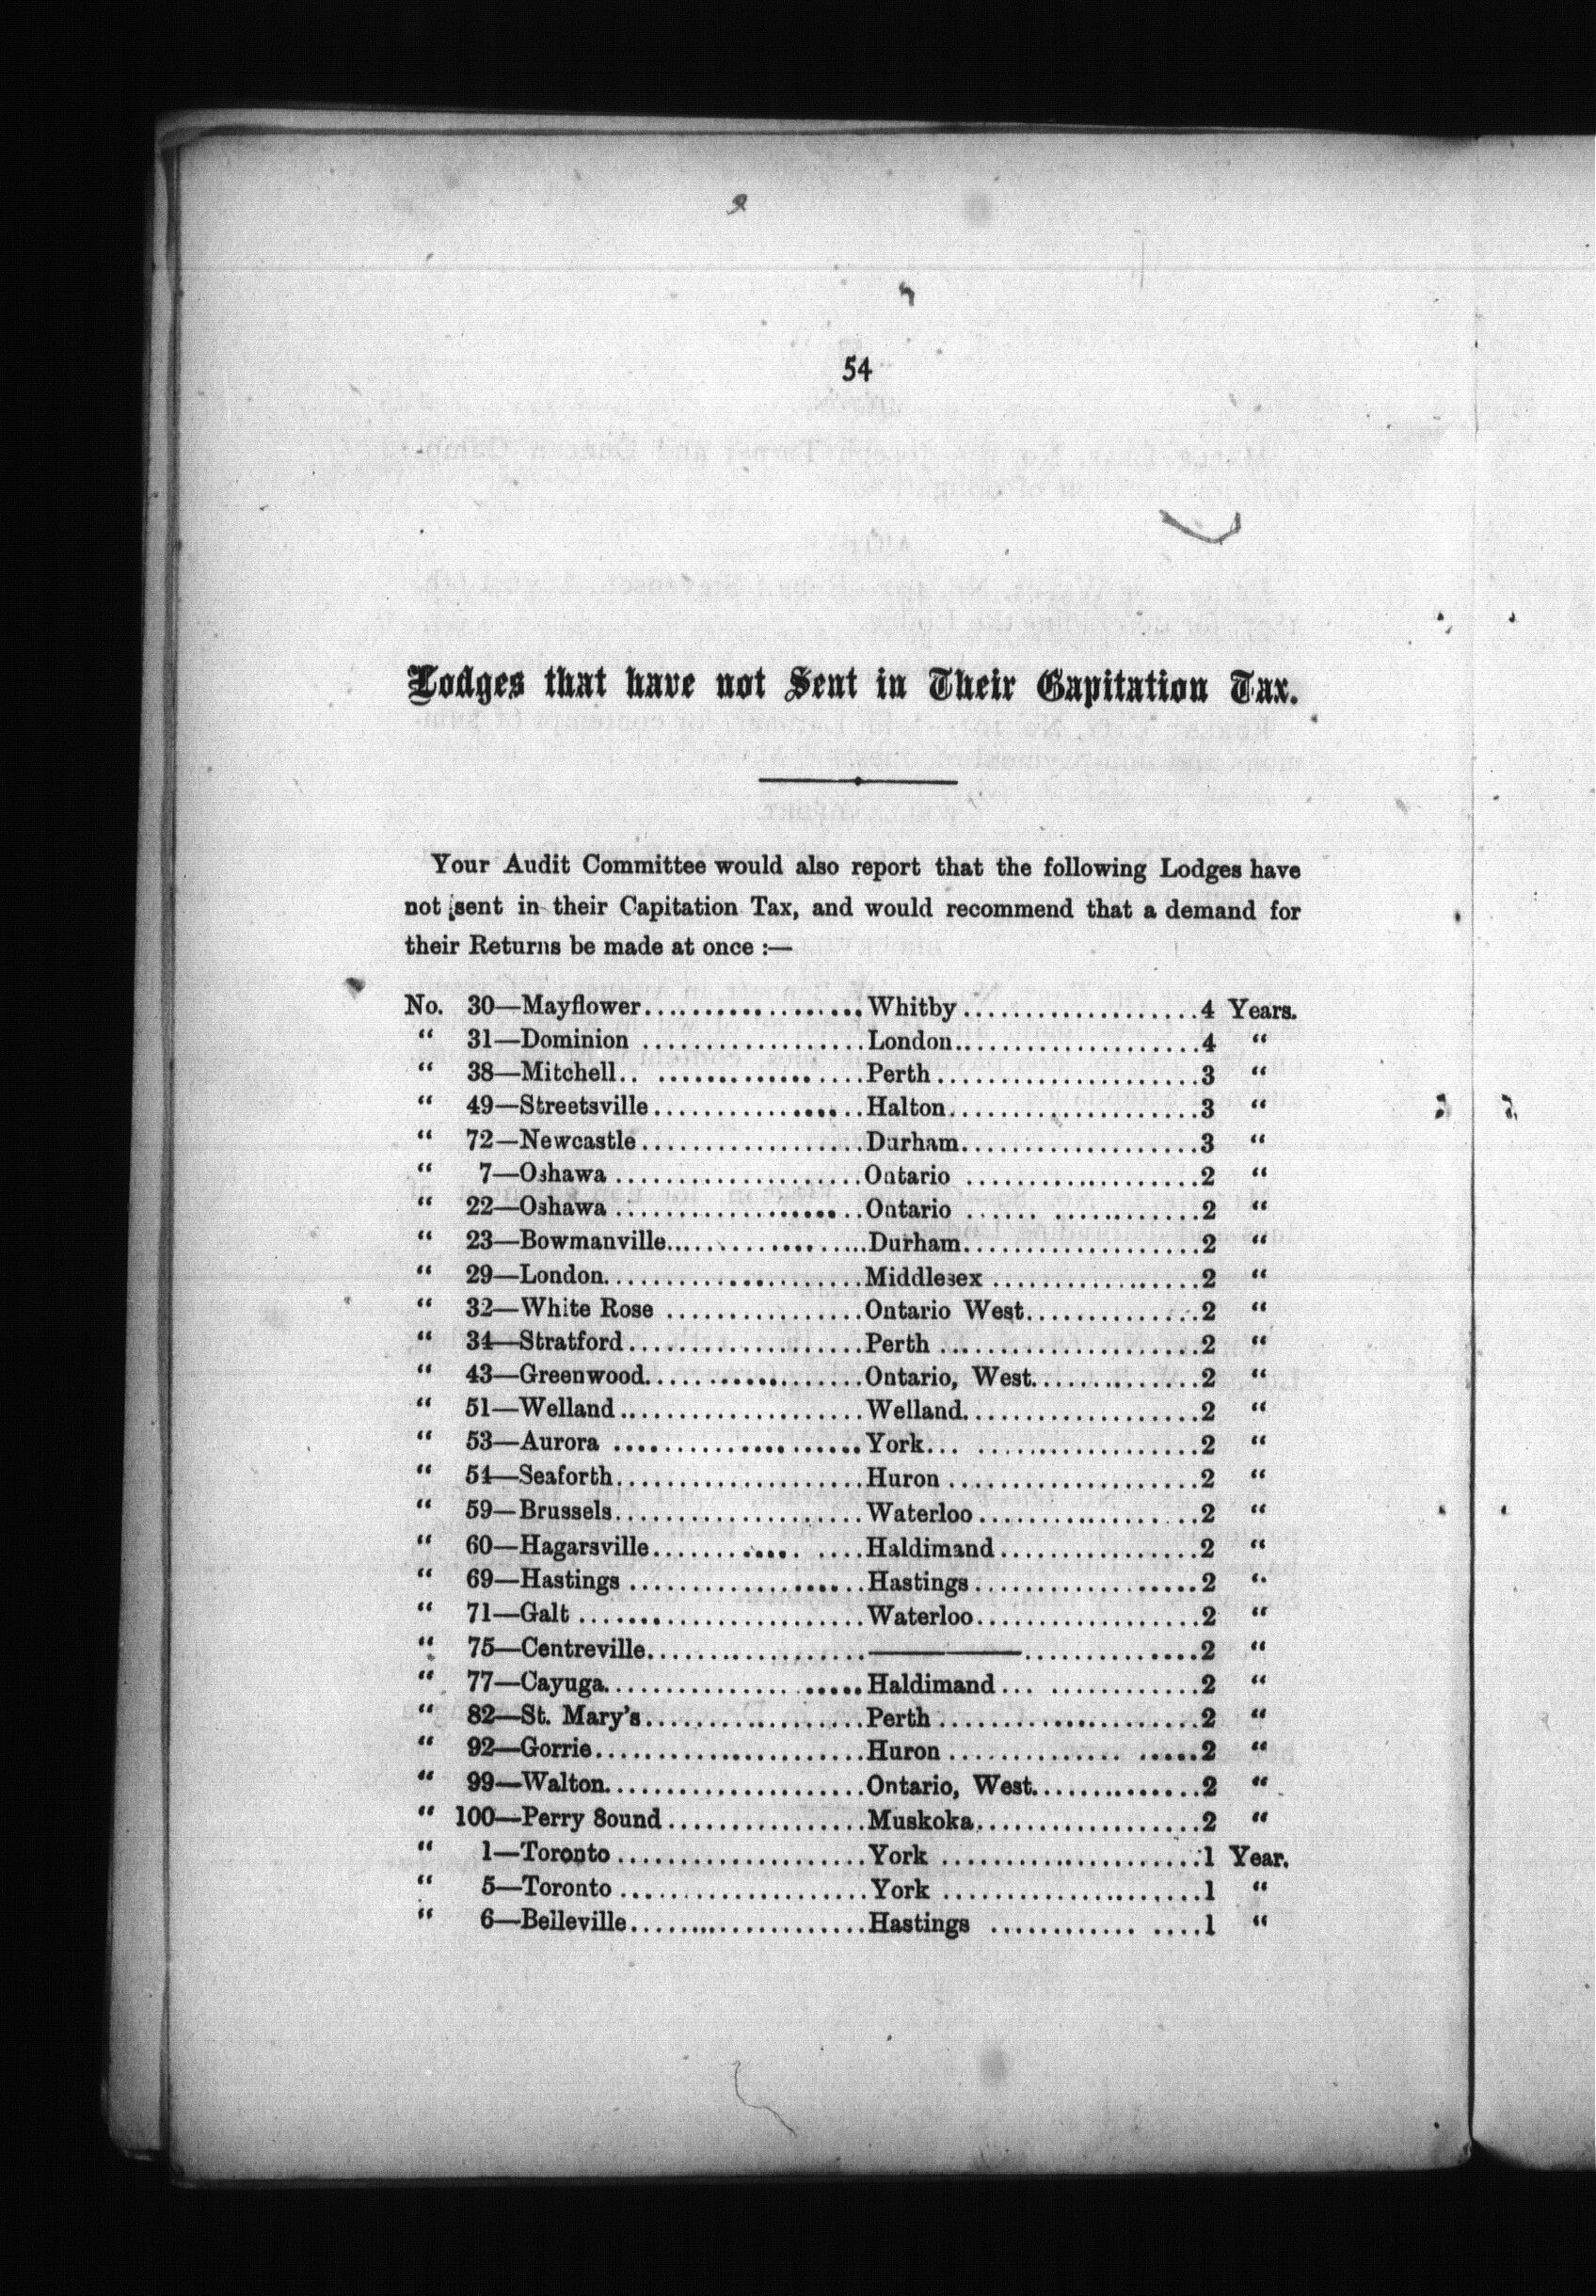 54
Lodges that have not Sent in Their Capitation Tax.
Your Audit Committee would also report that the following Lodges have
not sent in their Capitation Tax, and would recommend that a demand for
their Returns be made at once :—
No. 30—Mayflower....................Whitby...................4 Years.
“ 31—Dominion ..................London....................4 “
“ 38—Mitchell.. .................Perth.....................3 “
“ 49—Streetsville.................Halton....................3 “
“ 72—Newcastle..................Durham...................3 “
“ 7—Oshawa ....................Ontario ...................2 “
“ 22—Oshawa ....................Ontario ...... ............2 “
“ 23—Bowmanville................Durham...................2 “
“ 29—London.....................Middlesex .................2 “
“ 32—White Rose ................Ontario West..............2 “
“ 34—Stratford...................Perth .....................2 “
“ 43—Greenwood..................Ontario, West..............2 “
“ 51—Welland....................Welland...................2 “
“ 53—Aurora ....................York... ..................2 “
“ 54—Seaforth....................Huron ....................2 “
“ 59—Brussels....................Waterloo..................2 “
“ 60—Hagarsville........... ....Haldimand................2 “
“ 69—Hastings ...................Hastings..................2 “
“ 71—Galt .......................Waterloo..................2 “
“ 75—Centreville..................——— ..............2 “
“ 77—Cayuga............... .....Haldimand... ............2 “
“ 82—St. Mary’s..................Perth .....................2 “
“ 92—Gorrie......................Huron .............. .....2 “
“ 99—Walton.....................Ontario, West..............2 “
“ 100—Perry Sound................Muskoka..................2 “
“ 1—Toronto ....................York .....................1 Year.
“ 5—Toronto ....................York .....................1 “
“ 6—Belleville...................Hastings ............ ....1 “